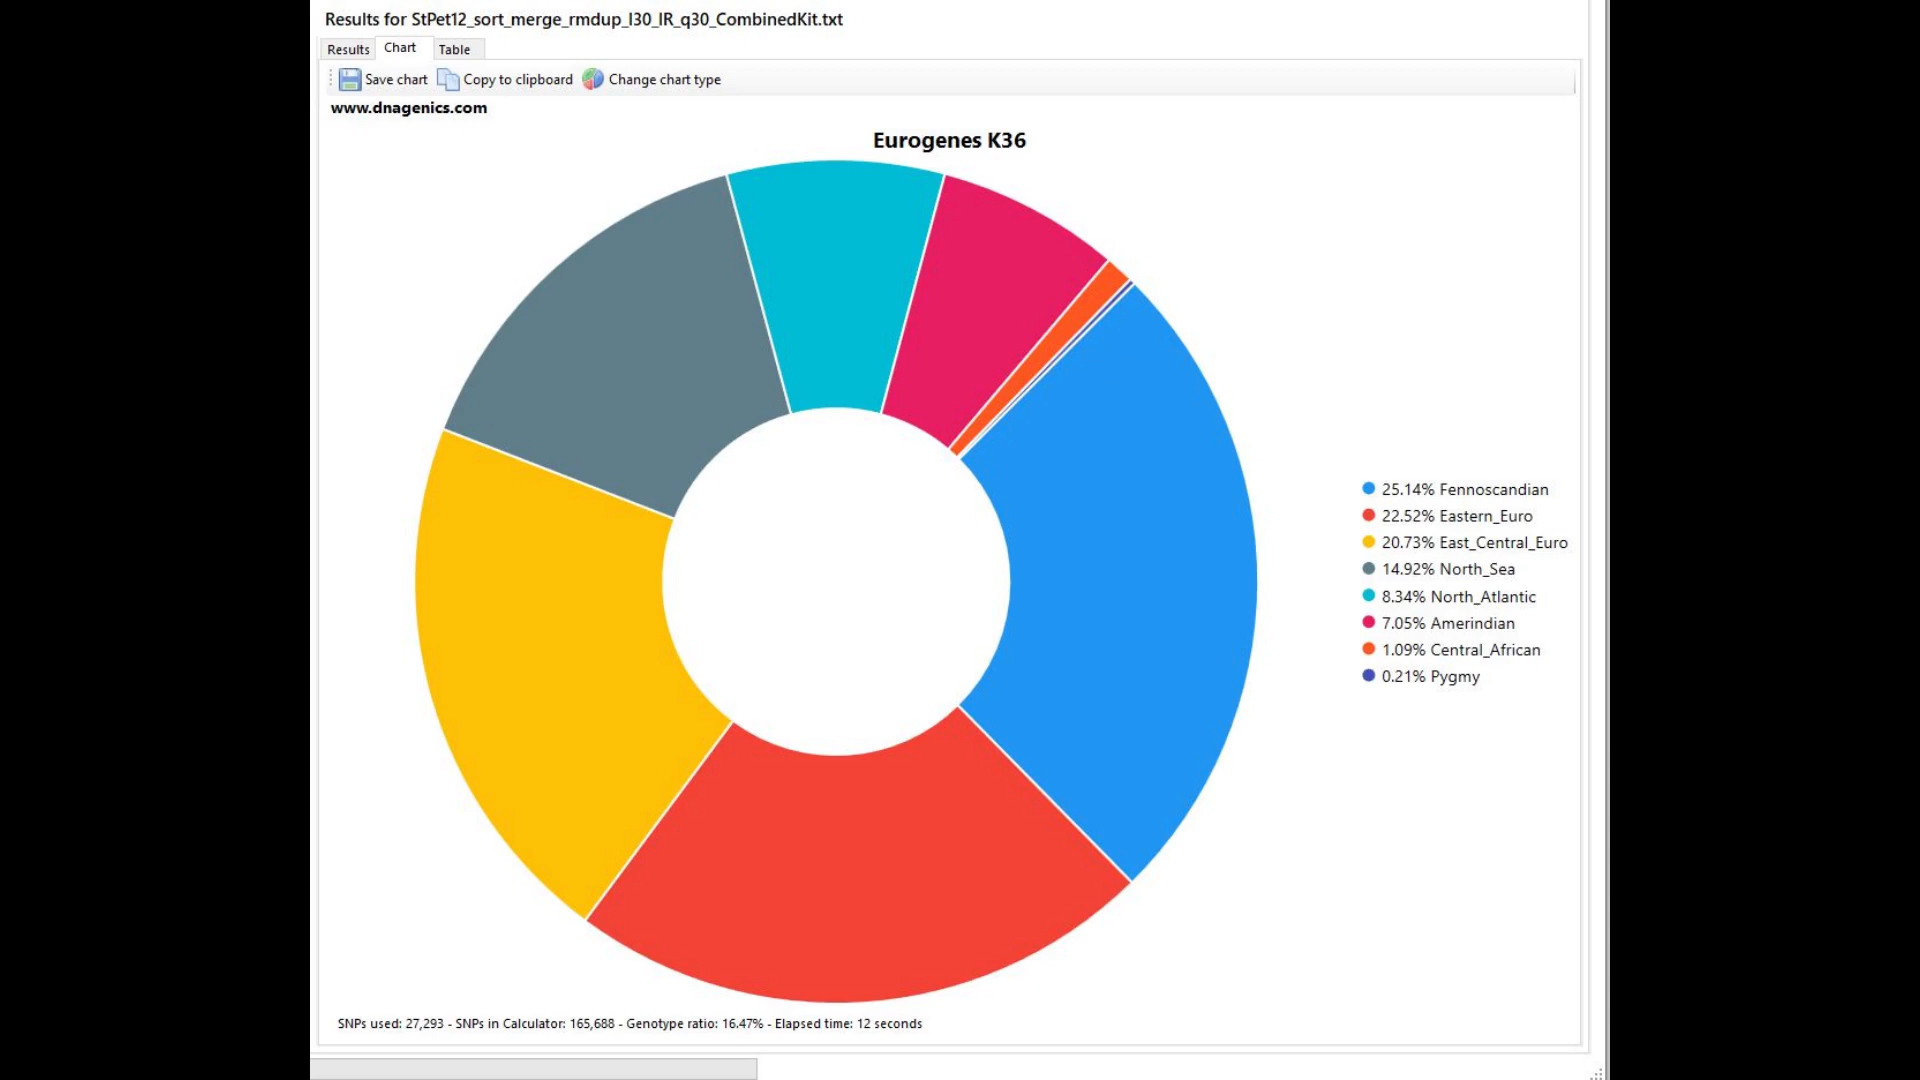 Results for StPet12_sort_merge_rmdup_l30_IR_q30_CombinedKit.txt
Results Chart Table
Save chart Copy to clipboard Change chart type
www.dnagenics.com
Eurogenes K36
25.14% Fennoscandian
22.52% Eastern_Euro
20.73% East_Central_Euro
14.92% North_Sea
8.34% North_Atlantic
7.05% Amerindian
1.09% Central_African
0.21% Pygmy
SNPs used: 27,293 - SNPs in Calculator: 165,688 - Genotype ratio: 16.47% - Elapsed time: 12 seconds